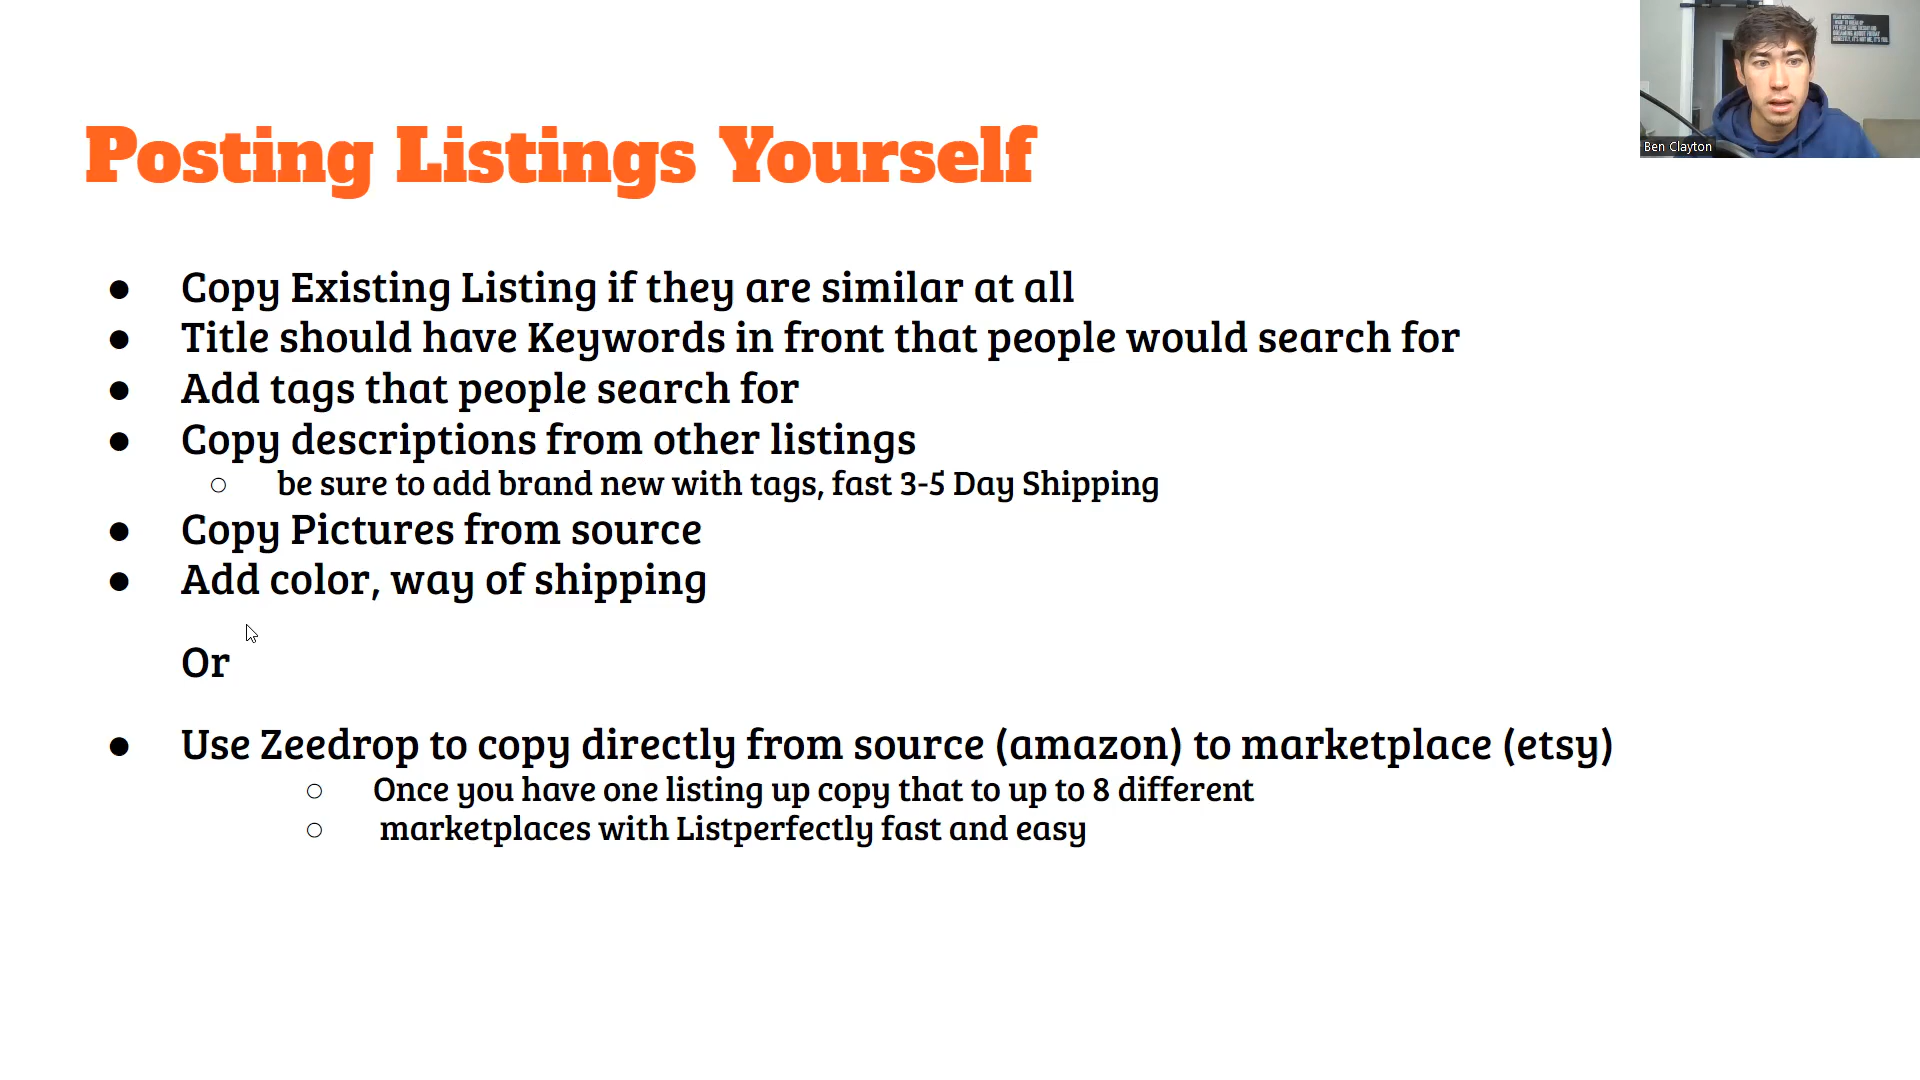 Posting Listings Yourself
Ben Clayton
● Copy Existing Listing if they are similar at all
● Title should have Keywords in front that people would search for
● Add tags that people search for
● Copy descriptions from other listings
○ be sure to add brand new with tags, fast 3-5 Day Shipping
● Copy Pictures from source
● Add color, way of shipping
Or
● Use Zeedrop to copy directly from source (amazon) to marketplace (etsy)
○ Once you have one listing up copy that to up to 8 different
○ marketplaces with Listperfectly fast and easy